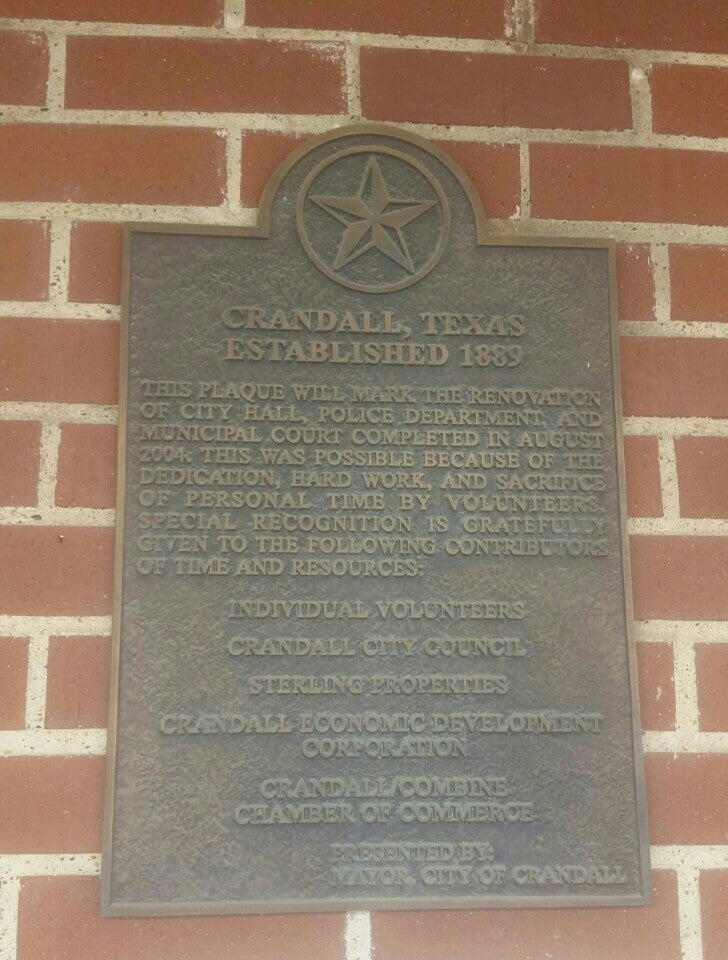 CRANDALL, TEXAS
ESTABLISHED 1889
THIS PLAQUE WILL MARK THE RENOVATION
OF CITY HALL, POLICE DEPARTMENT, AND
MUNICIPAL COURT COMPLETED IN AUGUST
2004. THIS WAS POSSIBLE BECAUSE OF THE
DEDICATION, HARD WORK, AND SACRIFICE
OF PERSONAL TIME BY VOLUNTEERS.
SPECIAL RECOGNITION IS GRATEFULLY
GIVEN TO THE FOLLOWING CONTRIBUTORS
OF TIME AND RESOURCES:
INDIVIDUAL VOLUNTEERS
CRANDALL CITY COUNCIL
STERLING PROPERTIES
CRANDALL ECONOMIC DEVELOPMENT
CORPORATION
CRANDALL/COMBINE
CHAMBER OF COMMERCE
PRESENTED BY:
MAYOR, CITY OF CRANDALL